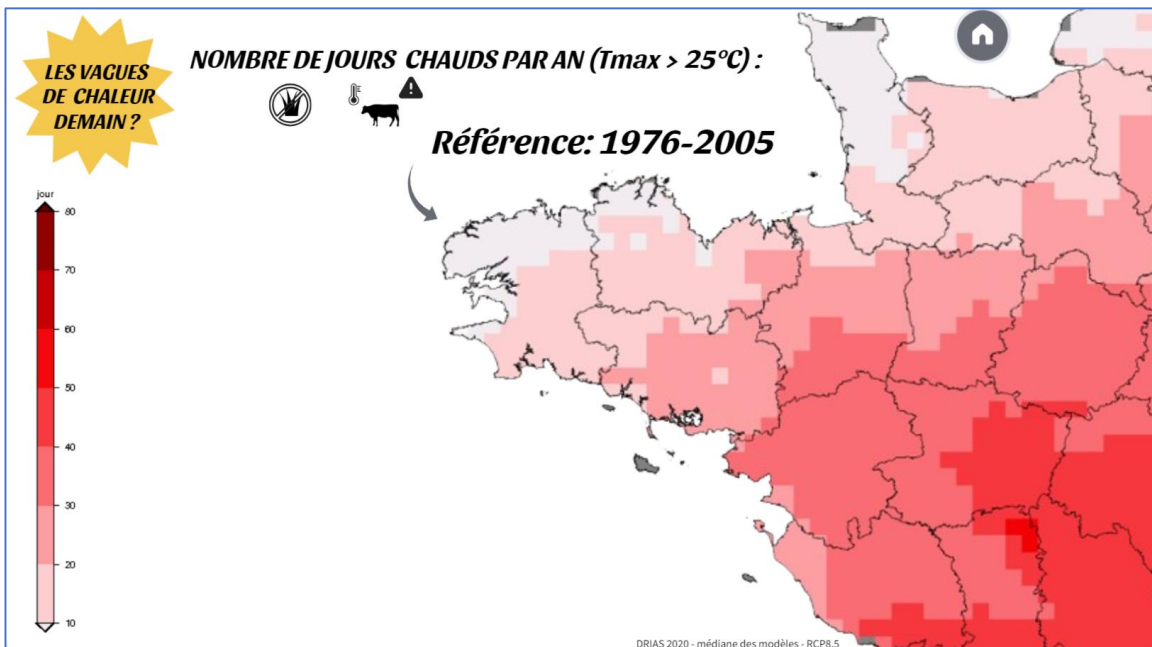 LES VAGUES
DE CHALEUR
DEMAIN ?
NOMBRE DE JOURS CHAUDS PAR AN (Tmax > 25°C) :
Référence: 1976-2005
jour
80
70
60
50
40
30
20
10
DRIAS 2020 - médiane des modèles - RCP8.5